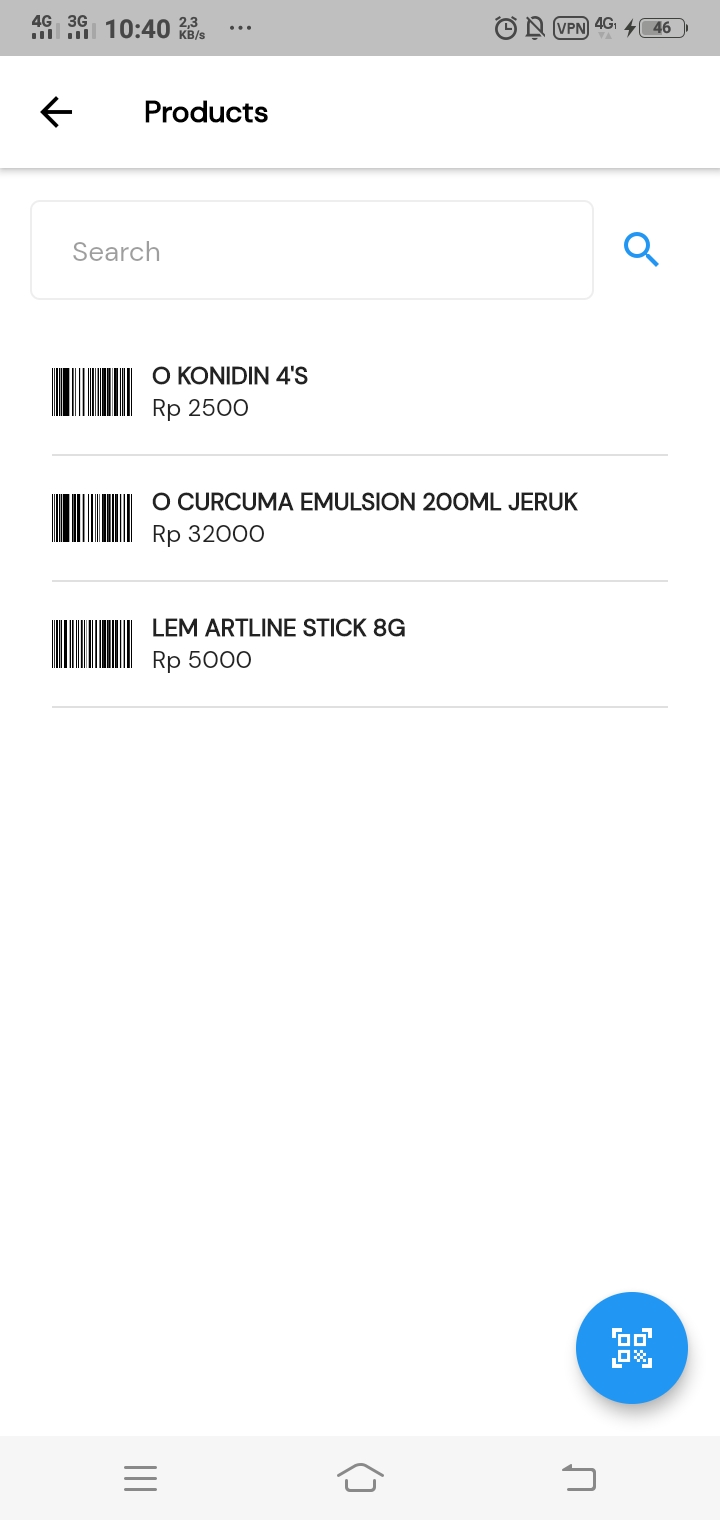 4G 3G 10:40 2,3 KB/s ... VPN 4G1 46
Products
Search
O KONIDIN 4'S
Rp 2500
O CURCUMA EMULSION 200ML JERUK
Rp 32000
LEM ARTLINE STICK 8G
Rp 5000